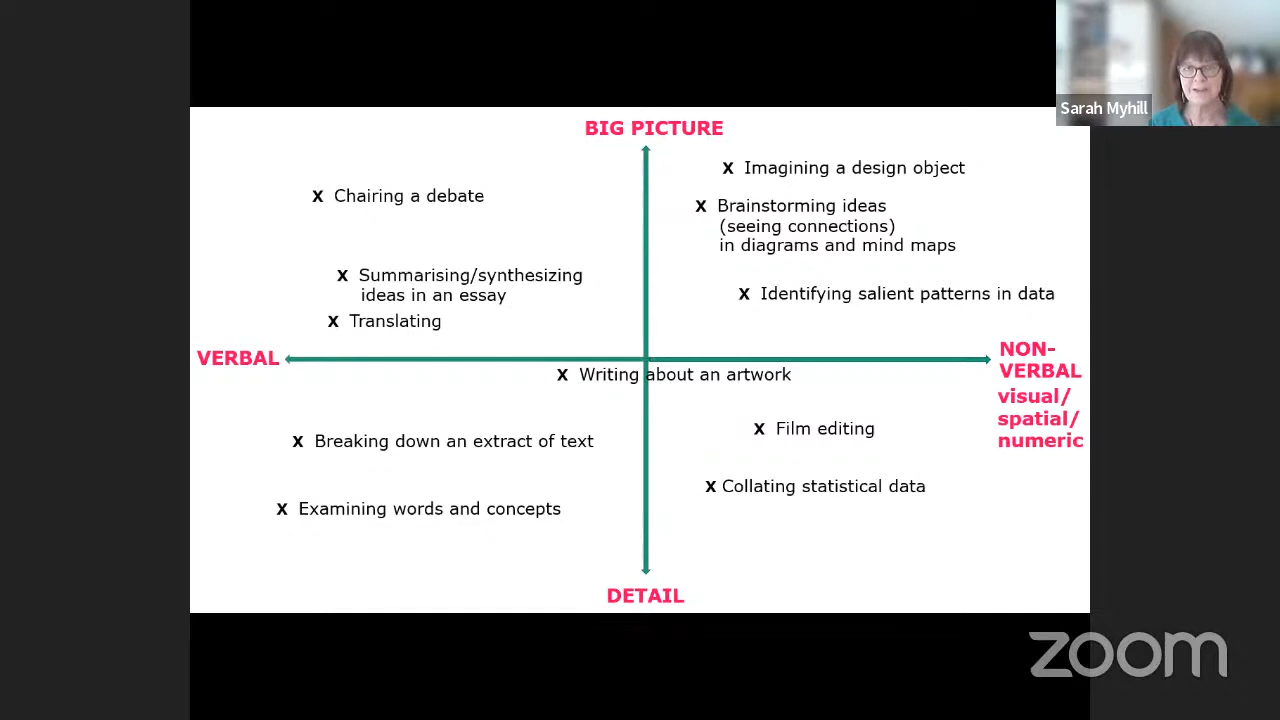 Sarah Myhill
BIG PICTURE
X Imagining a design object
X Chairing a debate
X Brainstorming ideas
(seeing connections)
in diagrams and mind maps
X Summarising/synthesizing
ideas in an essay
X Identifying salient patterns in data
X Translating
VERBAL
NON-
VERBAL
visual/
spatial/
numeric
X Writing about an artwork
X Film editing
X Breaking down an extract of text
X Collating statistical data
X Examining words and concepts
DETAIL
zoom